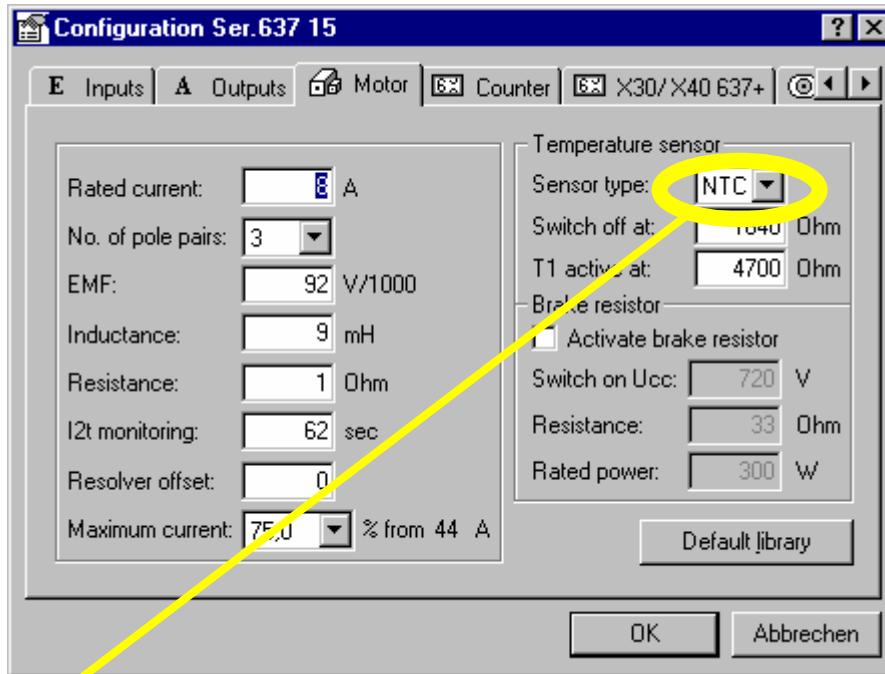 Configuration Ser.637 15
E Inputs A Outputs Motor Counter X30/X40 637+
Rated current: 8 A
No. of pole pairs: 3
EMF: 92 V/1000
Inductance: 9 mH
Resistance: 1 Ohm
I2t monitoring: 62 sec
Resolver offset: 0
Maximum current: 75,0 % from 44 A
Temperature sensor
Sensor type: NTC
Switch off at: 1640 Ohm
T1 active at: 4700 Ohm
Brake resistor
Activate brake resistor
Switch on Ucc: 720 V
Resistance: 33 Ohm
Rated power: 300 W
Default library
OK Abbrechen